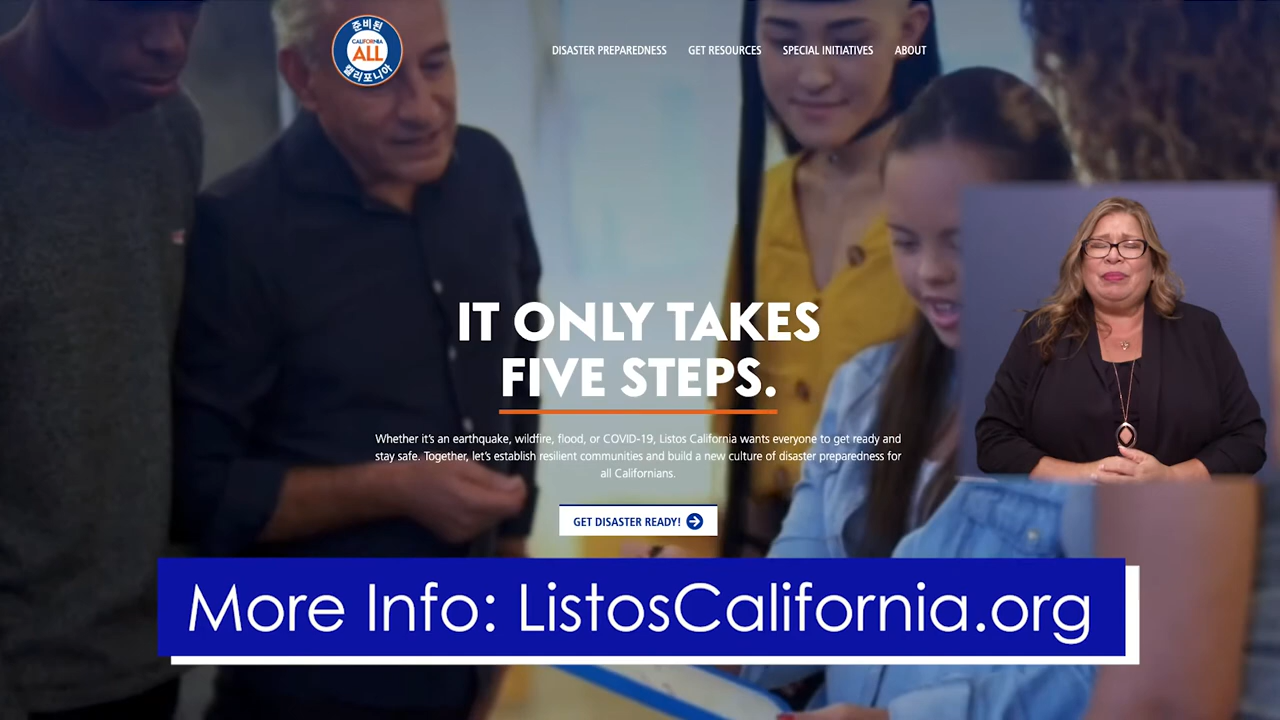 준비된
CALIFORNIA
ALL
캘리포니아
DISASTER PREPAREDNESS GET RESOURCES SPECIAL INITIATIVES ABOUT
IT ONLY TAKES
FIVE STEPS.
Whether it's an earthquake, wildfire, flood, or COVID-19, Listos California wants everyone to get ready and
stay safe. Together, let's establish resilient communities and build a new culture of disaster preparedness for
all Californians.
GET DISASTER READY!
More Info: ListosCalifornia.org